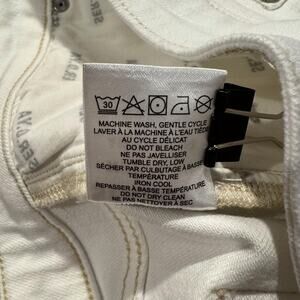 30
MACHINE WASH, GENTLE CYCLE
LAVER À LA MACHINE À L'EAU TIÈDE
AU CYCLE DÉLICAT
DO NOT BLEACH
NE PAS JAVELLISER
TUMBLE DRY, LOW
SÉCHER PAR CULBUTAGE À BASSE
TEMPÉRATURE
IRON COOL
REPASSER À BASSE TEMPÉRATURE
DO NOT DRY CLEAN
NE PAS NETTOYER À SEC